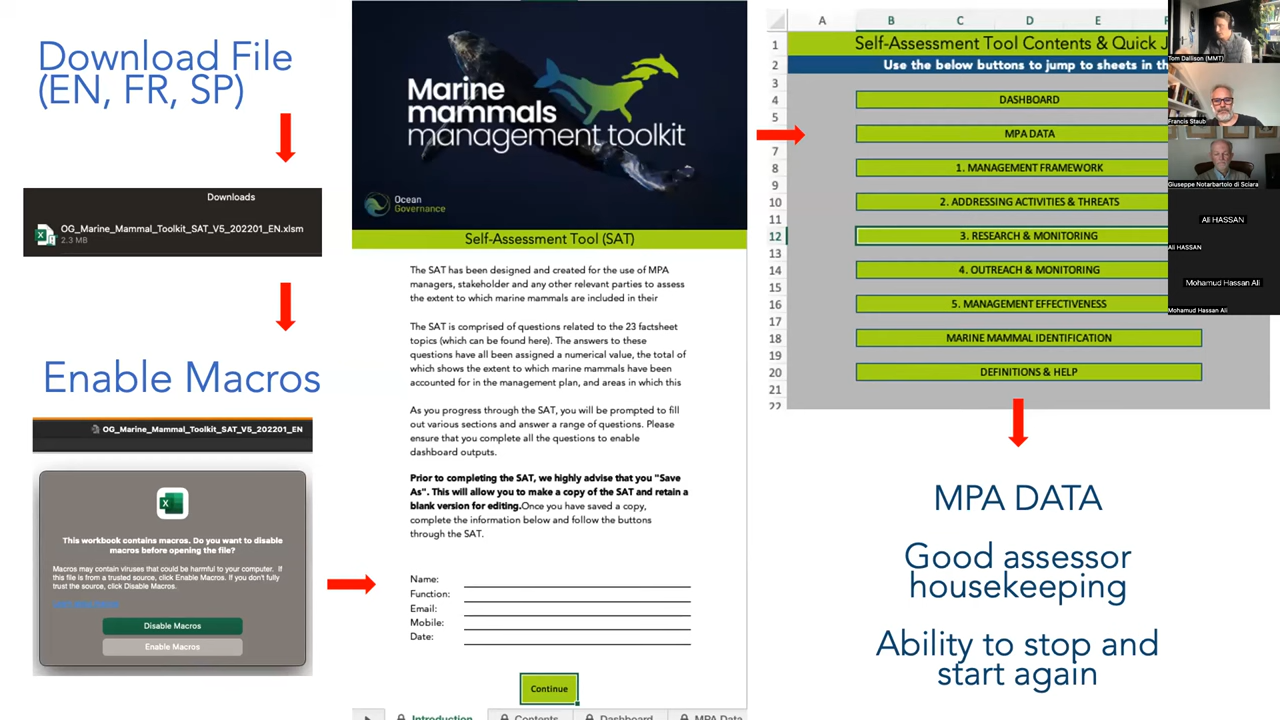 Download File
(EN, FR, SP)
Downloads
OG_Marine_Mammal_Toolkit_SAT_V5_202201_EN.xlsm
2.3 MB
Enable Macros
OG_Marine_Mammal_Toolkit_SAT_V5_202201_EN
This workbook contains macros. Do you want to disable
macros before opening the file?
Macros may contain viruses that could be harmful to your computer. If
this file is from a trusted source, click Enable Macros. If you don't fully
trust the source, click Disable Macros.
Disable Macros
Enable Macros
Marine
mammals
management toolkit
Ocean
Governance
Self-Assessment Tool (SAT)
The SAT has been designed and created for the use of MPA
managers, stakeholder and any other relevant parties to assess
the extent to which marine mammals are included in their
The SAT is comprised of questions related to the 23 factsheet
topics (which can be found here). The answers to these
questions have all been assigned a numerical value, the total of
which shows the extent to which marine mammals have been
accounted for in the management plan, and areas in which this
As you progress through the SAT, you will be prompted to fill
out various sections and answer a range of questions. Please
ensure that you complete all the questions to enable
dashboard outputs.
Prior to completing the SAT, we highly advise that you "Save
As". This will allow you to make a copy of the SAT and retain a
blank version for editing.Once you have saved a copy,
complete the information below and follow the buttons
through the SAT.
Name:
Function:
Email:
Mobile:
Date:
Continue
Introduction
Contents
Dashboard
MPA Data
A B C D E F
1 Self-Assessment Tool Contents & Quick J
2 Use the below buttons to jump to sheets in th
3
4 DASHBOARD
5
MPA DATA
7
8 1. MANAGEMENT FRAMEWORK
9
10 2. ADDRESSING ACTIVITIES & THREATS
11
12 3. RESEARCH & MONITORING
13
14 4. OUTREACH & MONITORING
15
16 5. MANAGEMENT EFFECTIVENESS
17
18 MARINE MAMMAL IDENTIFICATION
19
20 DEFINITIONS & HELP
21
22
Tom Dallison (MMT)
Francis Staub
Giuseppe Notarbartolo di Sciara
Ali HASSAN
Ali HASSAN
Mohamud Hassan Ali
Mohamud Hassan Ali
MPA DATA
Good assessor
housekeeping
Ability to stop and
start again